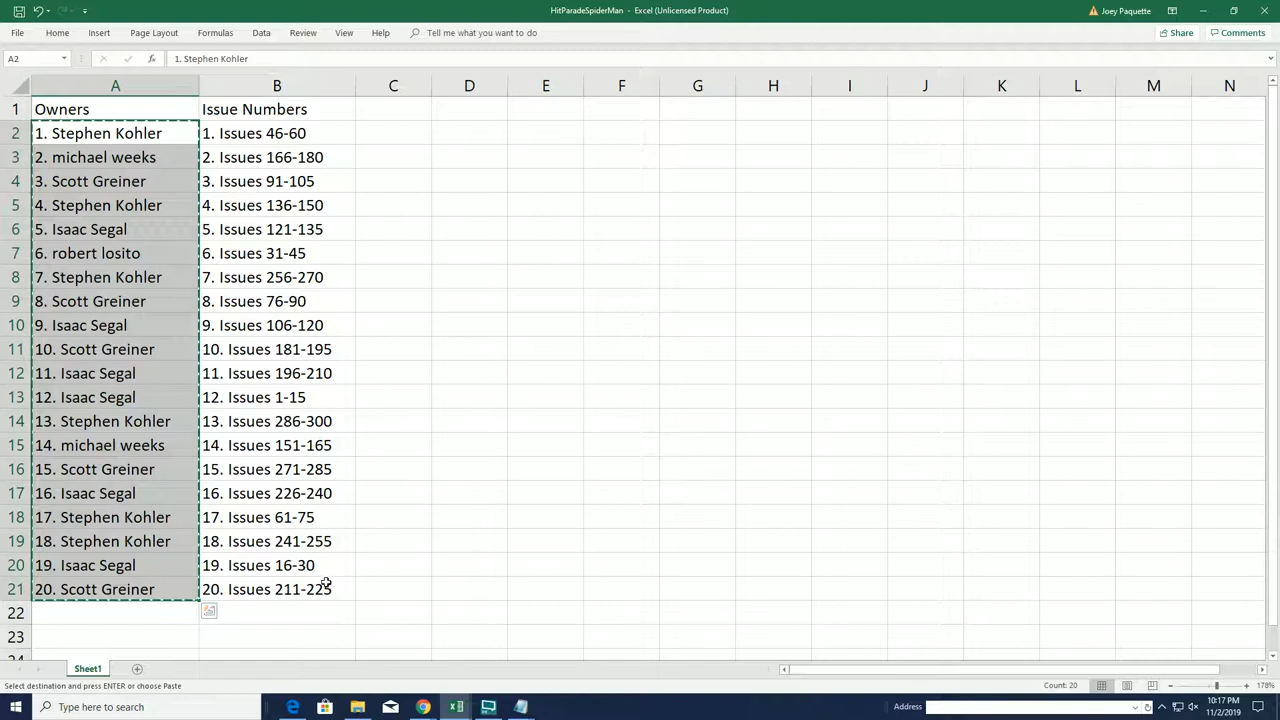 HitParadeSpiderMan - Excel (Unlicensed Product)
Joey Paquette
File Home Insert Page Layout Formulas Data Review View Help Tell me what you want to do
Share Comments
A2 fx 1. Stephen Kohler
A B C D E F G H I J K L M N
1 Owners Issue Numbers
2 1. Stephen Kohler 1. Issues 46-60
3 2. michael weeks 2. Issues 166-180
4 3. Scott Greiner 3. Issues 91-105
5 4. Stephen Kohler 4. Issues 136-150
6 5. Isaac Segal 5. Issues 121-135
7 6. robert losito 6. Issues 31-45
8 7. Stephen Kohler 7. Issues 256-270
9 8. Scott Greiner 8. Issues 76-90
10 9. Isaac Segal 9. Issues 106-120
11 10. Scott Greiner 10. Issues 181-195
12 11. Isaac Segal 11. Issues 196-210
13 12. Isaac Segal 12. Issues 1-15
14 13. Stephen Kohler 13. Issues 286-300
15 14. michael weeks 14. Issues 151-165
16 15. Scott Greiner 15. Issues 271-285
17 16. Isaac Segal 16. Issues 226-240
18 17. Stephen Kohler 17. Issues 61-75
19 18. Stephen Kohler 18. Issues 241-255
20 19. Isaac Segal 19. Issues 16-30
21 20. Scott Greiner 20. Issues 211-225
22
23
24
Sheet1
Select destination and press ENTER or choose Paste
Count: 20
178%
Type here to search
Address
10:17 PM
11/2/2019